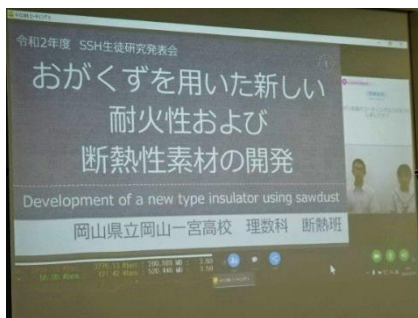 令和2年度 SSH生徒研究発表会
おがくずを用いた新しい
耐火性および
断熱性素材の開発
Development of a new type insulator using sawdust
岡山県立岡山一宮高校 理数科 断熱班